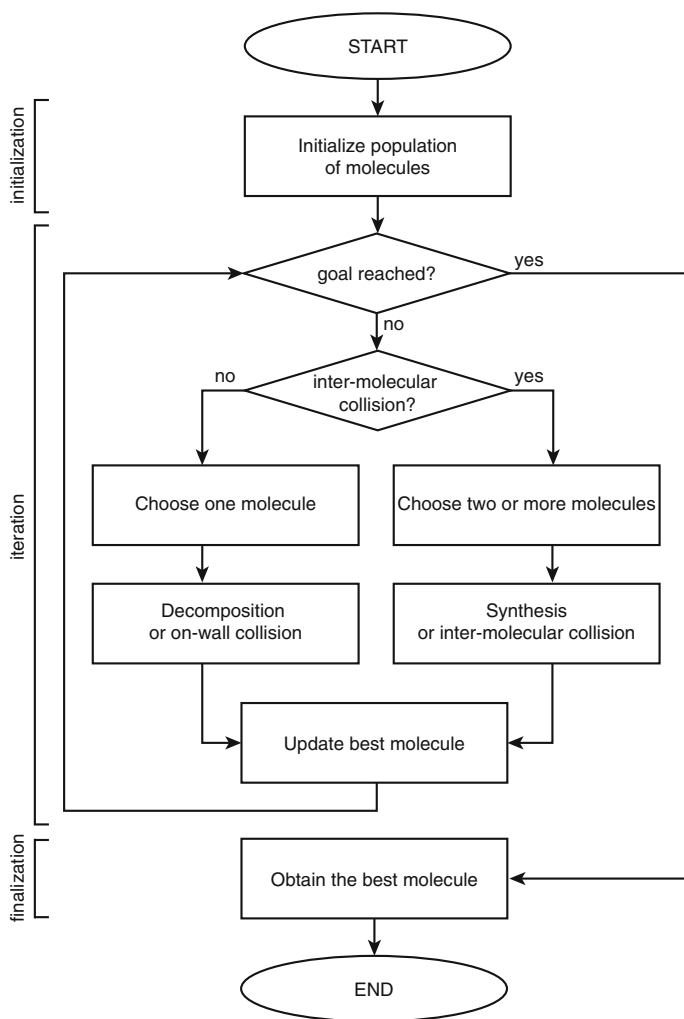 START
initialization
Initialize population
of molecules
goal reached?
yes
no
no
inter-molecular
collision?
yes
iteration
Choose one molecule
Choose two or more molecules
Decomposition
or on-wall collision
Synthesis
or inter-molecular collision
Update best molecule
finalization
Obtain the best molecule
END